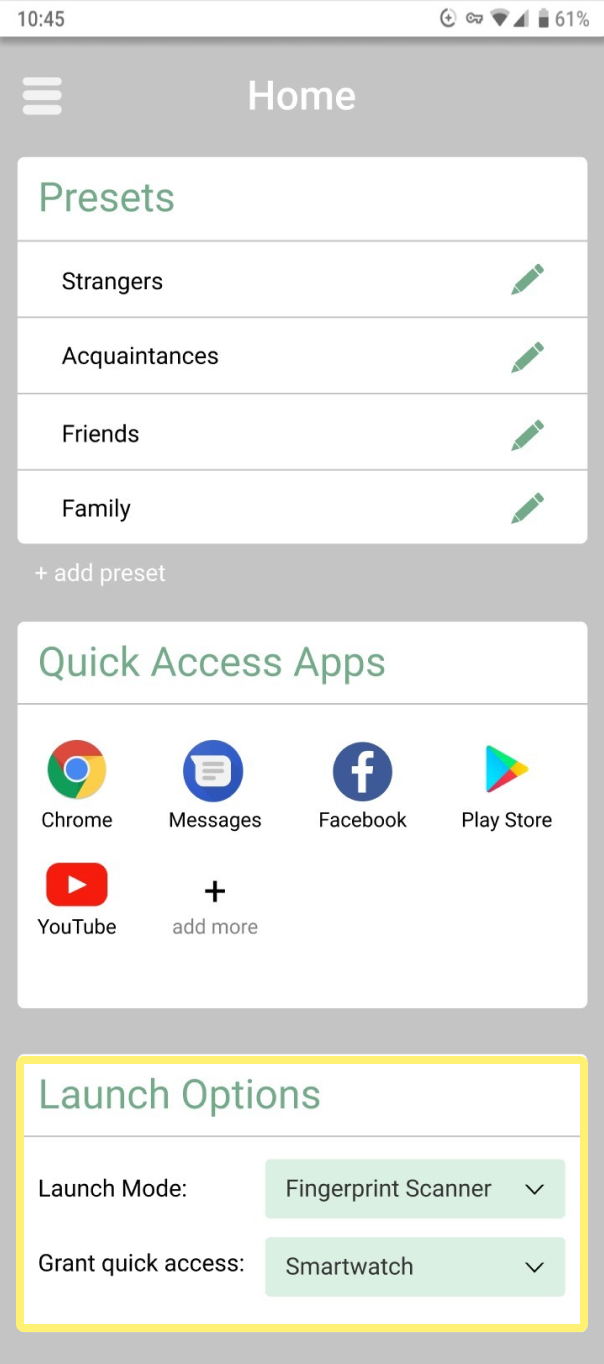 10:45 61%
Home
Presets
Strangers
Acquaintances
Friends
Family
+ add preset
Quick Access Apps
Chrome Messages Facebook Play Store
YouTube + add more
Launch Options
Launch Mode: Fingerprint Scanner
Grant quick access: Smartwatch